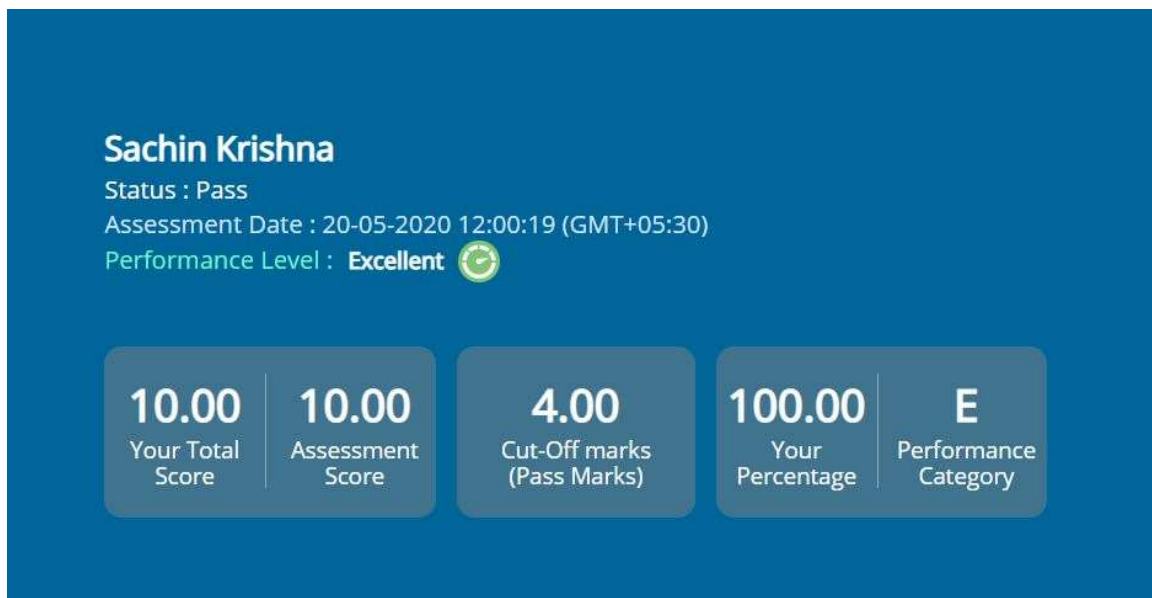 Sachin Krishna
Status : Pass
Assessment Date : 20-05-2020 12:00:19 (GMT+05:30)
Performance Level : Excellent
10.00
Your Total
Score
10.00
Assessment
Score
4.00
Cut-Off marks
(Pass Marks)
100.00
Your
Percentage
E
Performance
Category